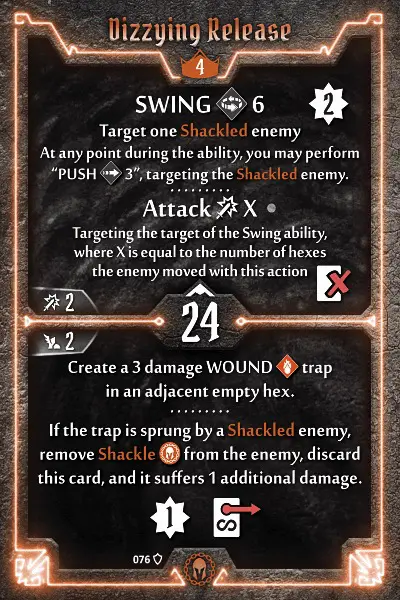 Dizzying Release
4
SWING 6
2
Target one Shackled enemy
At any point during the ability, you may perform
“PUSH 3”, targeting the Shackled enemy.
Attack X
Targeting the target of the Swing ability,
where X is equal to the number of hexes
the enemy moved with this action
2
24
2
Create a 3 damage WOUND trap
in an adjacent empty hex.
If the trap is sprung by a Shackled enemy,
remove Shackle from the enemy, discard
this card, and it suffers 1 additional damage.
1
076